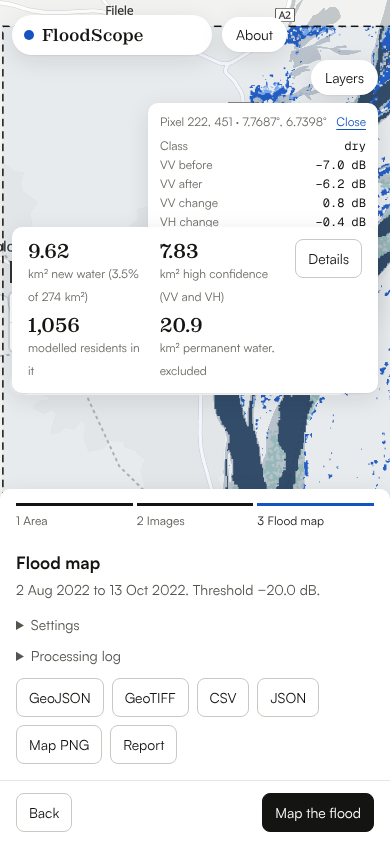 Filele
A2
FloodScope
About
Layers
Pixel 222, 451 · 7.7687°, 6.7398°
Close
Class
dry
VV before
−7.0 dB
VV after
−6.2 dB
VV change
0.8 dB
VH change
−0.4 dB
9.62
km² new water (3.5%
of 274 km²)
7.83
km² high confidence
(VV and VH)
Details
1,056
modelled residents in
it
20.9
km² permanent water,
excluded
1 Area
2 Images
3 Flood map
Flood map
2 Aug 2022 to 13 Oct 2022. Threshold −20.0 dB.
Settings
Processing log
GeoJSON
GeoTIFF
CSV
JSON
Map PNG
Report
Back
Map the flood